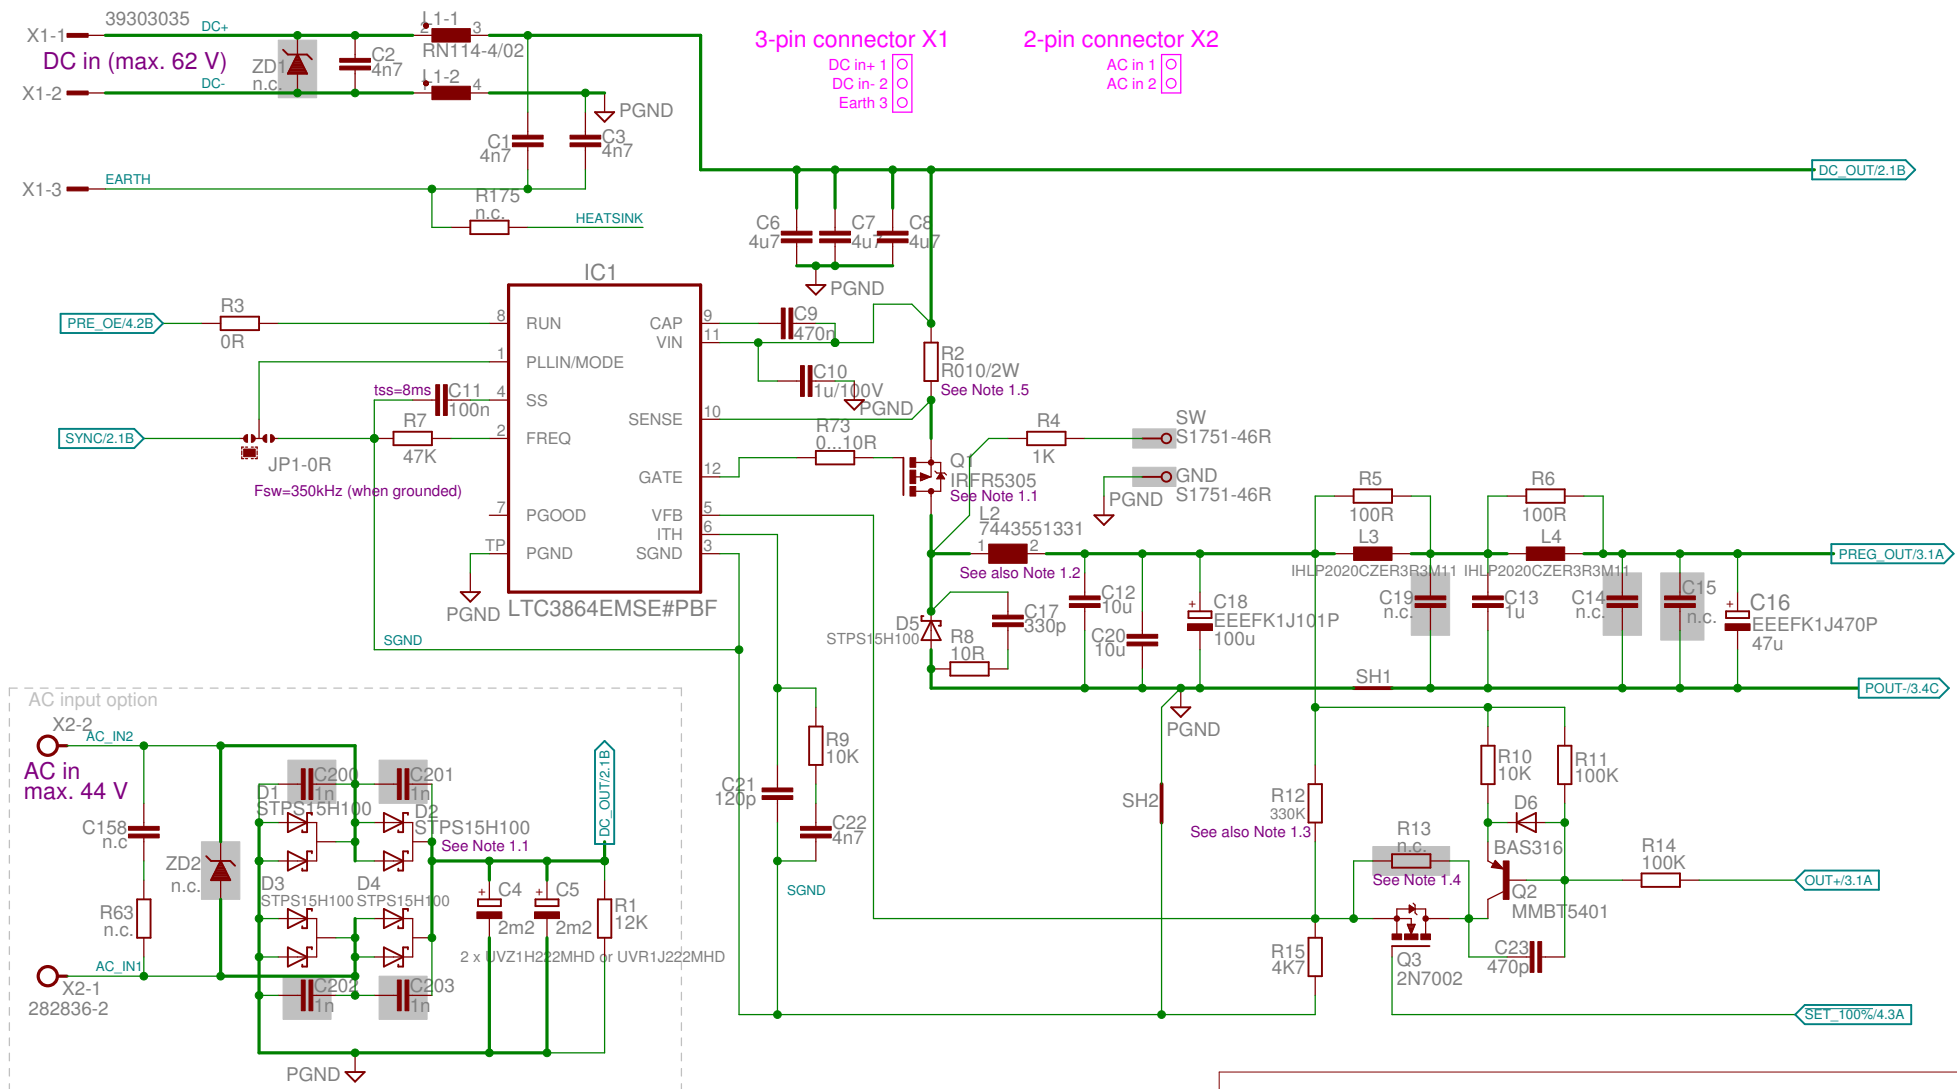 39303035
X1-1
DC+
L1-1
2
3
RN114-4/02
DC in (max. 62 V)
ZD1
n.c.
C2
4n7
L1-2
4
DC-
X1-2
PGND
C1
4n7
C3
4n7
X1-3
EARTH
R175
n.c.
HEATSINK
3-pin connector X1
DC in+ 1
DC in- 2
Earth 3
2-pin connector X2
AC in 1
AC in 2
DC_OUT/2.1B
C6
4u7
C7
4u7
C8
4u7
PGND
IC1
PRE_OE/4.2B
R3
0R
8
RUN
1
PLLIN/MODE
4
SS
2
FREQ
7
PGOOD
TP
PGND
CAP
9
VIN
11
SENSE
10
GATE
12
VFB
5
ITH
6
SGND
3
LTC3864EMSE#PBF
PGND
tss=8ms
C11
100n
R7
47K
SYNC/2.1B
JP1-0R
Fsw=350kHz (when grounded)
SGND
C9
470n
C10
1u/100V
PGND
R2
R010/2W
See Note 1.5
R73
0...10R
Q1
IRFR5305
See Note 1.1
R4
1K
SW
S1751-46R
GND
S1751-46R
PGND
L2
7443551331
1
2
See also Note 1.2
R5
100R
L3
IHLP2020CZER3R3M11
R6
100R
L4
IHLP2020CZER3R3M11
PREG_OUT/3.1A
D5
STPS15H100
C17
330p
R8
10R
C12
10u
C20
10u
+
C18
EEEFK1J101P
100u
C19
n.c.
C13
1u
C14
n.c.
C15
n.c.
+
C16
EEEFK1J470P
47u
SH1
POUT-/3.4C
PGND
AC input option
X2-2
AC_IN2
AC in
max. 44 V
C158
n.c
R63
n.c.
ZD2
n.c.
AC_IN1
X2-1
282836-2
C200
1n
C201
1n
D1
STPS15H100
D2
STPS15H100
See Note 1.1
D3
STPS15H100
D4
STPS15H100
C202
1n
C203
1n
DC_OUT/2.1B
+
C4
2m2
+
C5
2m2
R1
12K
2 x UVZ1H222MHD or UVR1J222MHD
PGND
C21
120p
R9
10K
C22
4n7
SGND
SH2
R12
330K
See also Note 1.3
R10
10K
R11
100K
D6
BAS316
R13
n.c.
See Note 1.4
Q2
MMBT5401
R14
100K
OUT+/3.1A
R15
4K7
Q3
2N7002
C23
470p
SET_100%/4.3A